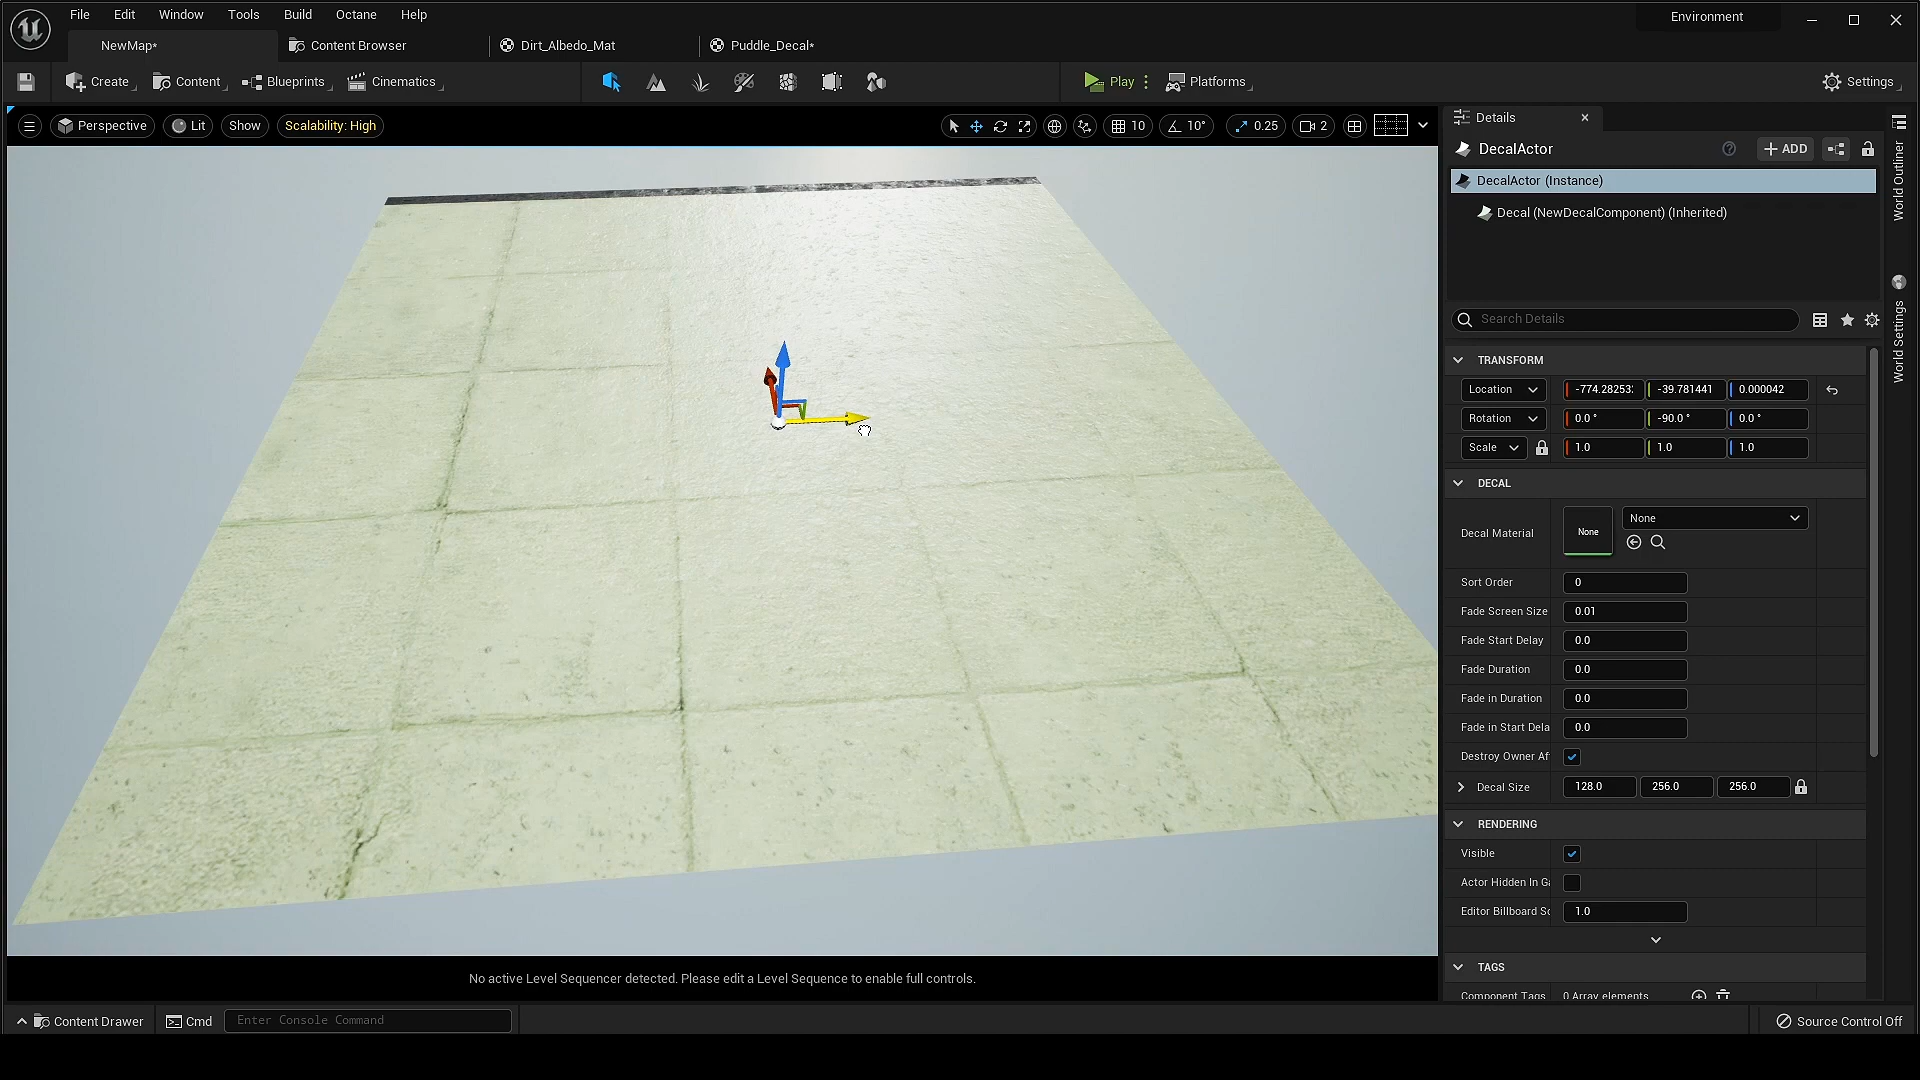 File Edit Window Tools Build Octane Help
Environment
NewMap* Content Browser Dirt_Albedo_Mat Puddle_Decal*
Create Content Blueprints Cinematics Play Platforms Settings
Perspective Lit Show Scalability: High 10 10° 0.25 2
Details
DecalActor
ADD
DecalActor (Instance)
Decal (NewDecalComponent) (Inherited)
World Outliner
World Settings
Search Details
TRANSFORM
Location -774.28253: -39.781441 0.000042
Rotation 0.0 ° -90.0 ° 0.0 °
Scale 1.0 1.0 1.0
DECAL
Decal Material None None
Sort Order 0
Fade Screen Size 0.01
Fade Start Delay 0.0
Fade Duration 0.0
Fade in Duration 0.0
Fade in Start Dela 0.0
Destroy Owner Af
Decal Size 128.0 256.0 256.0
RENDERING
Visible
Actor Hidden In Ga
Editor Billboard Sc 1.0
TAGS
Component Tags 0 Array elements
No active Level Sequencer detected. Please edit a Level Sequence to enable full controls.
Content Drawer Cmd Enter Console Command Source Control Off